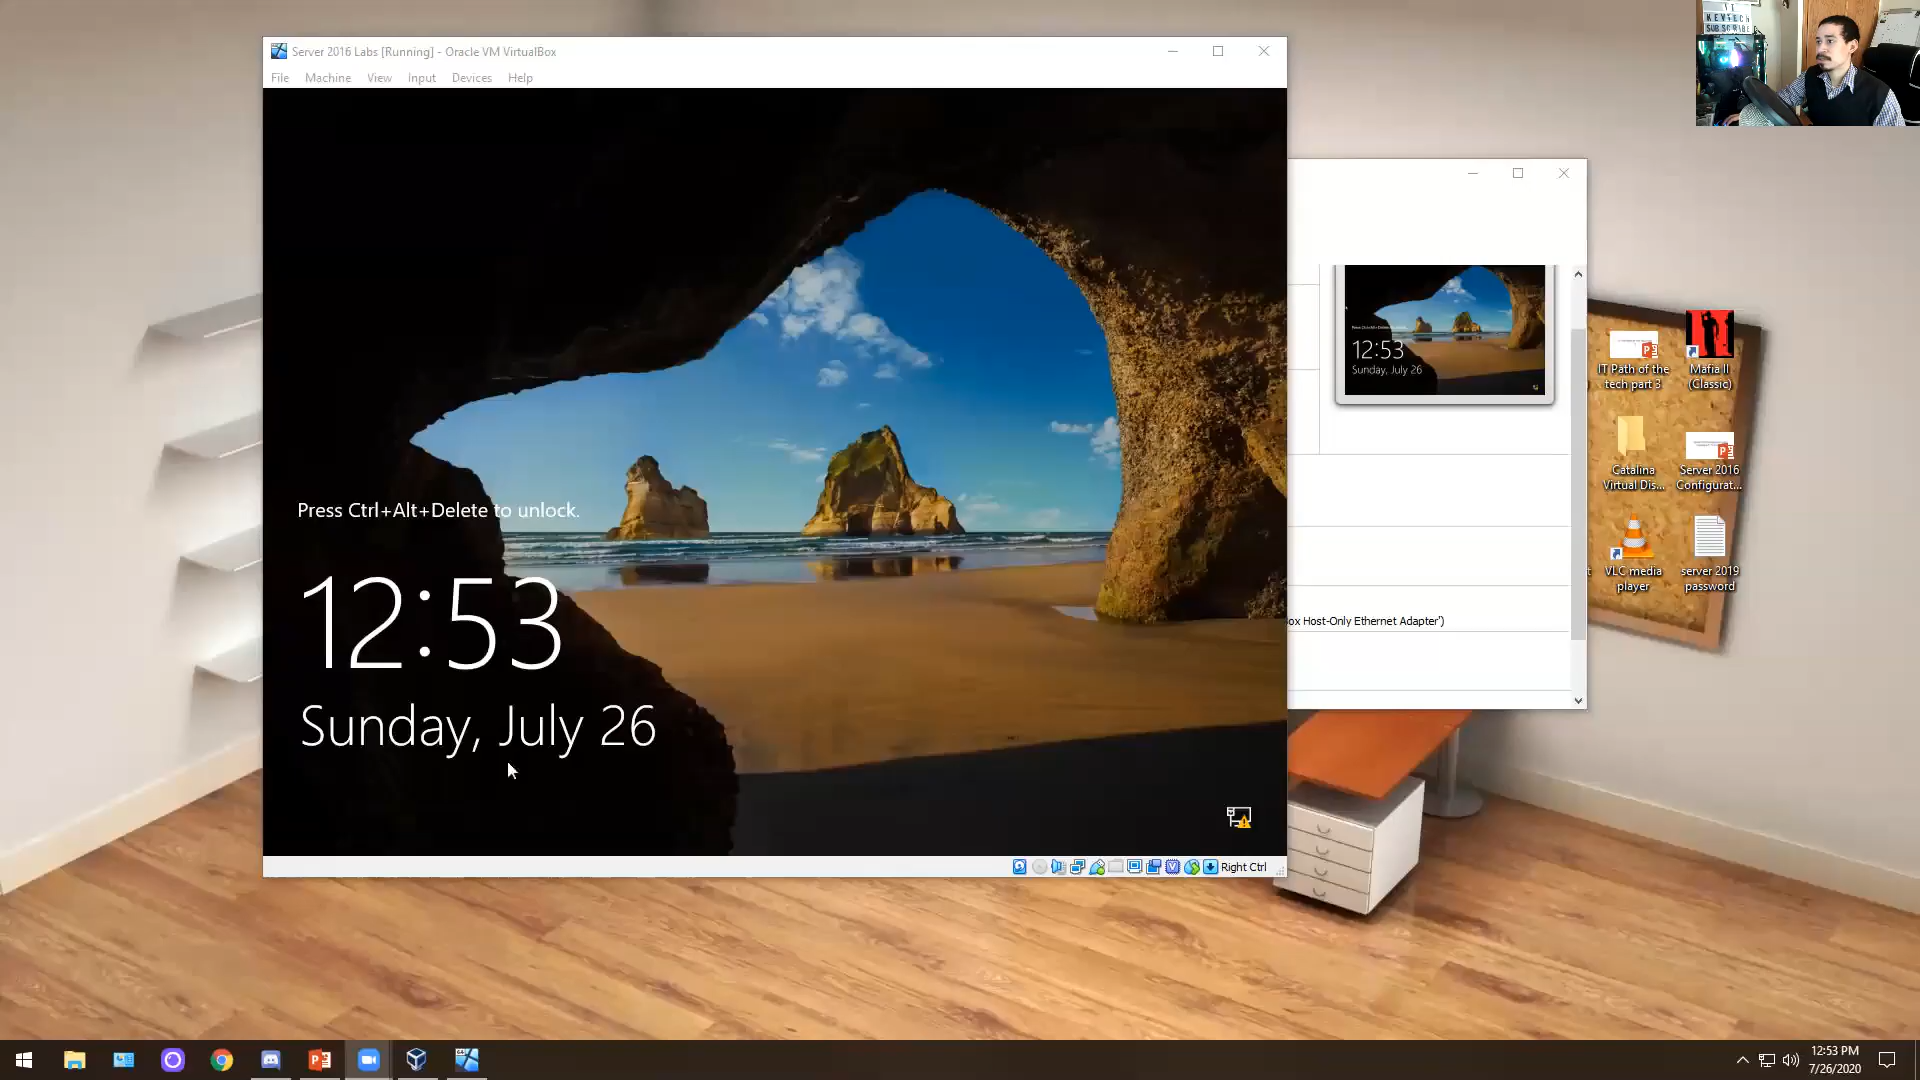 Server 2016 Labs [Running] - Oracle VM VirtualBox
File Machine View Input Devices Help
KEVTECH
SUB SCRIBE
Press Ctrl+Alt+Delete to unlock.
12:53
Sunday, July 26
12:53
Sunday, July 26
ox Host-Only Ethernet Adapter')
IT Path of the
tech part 3
Mafia II
(Classic)
Catalina
Virtual Dis...
Server 2016
Configurat...
VLC media
player
server 2019
password
Right Ctrl
12:53 PM
7/26/2020